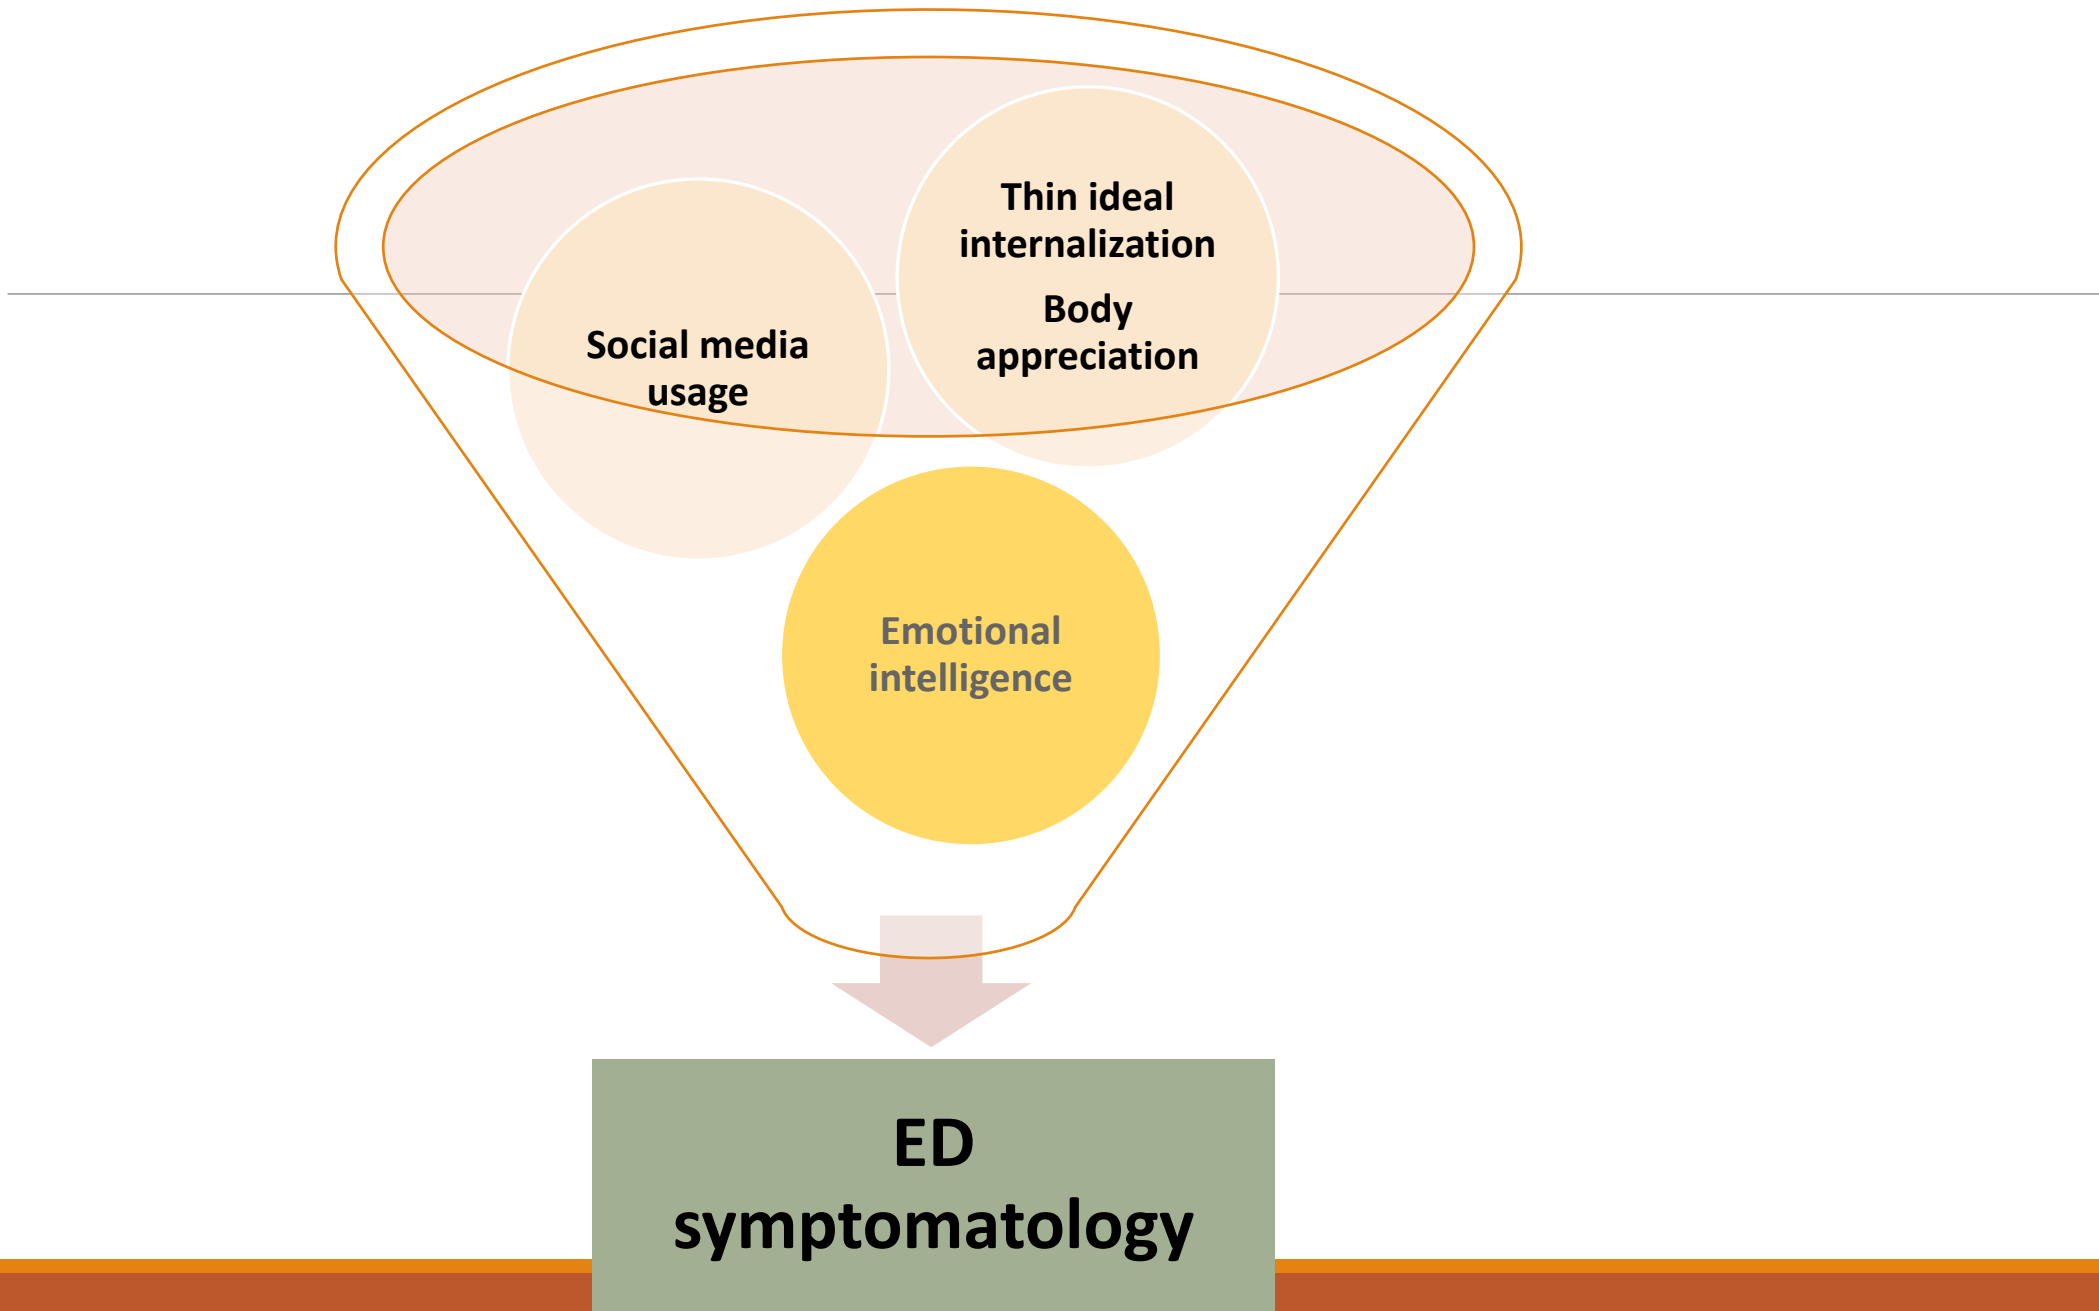 Thin ideal
internalization
Body
appreciation
Social media
usage
Emotional
intelligence
ED
symptomatology